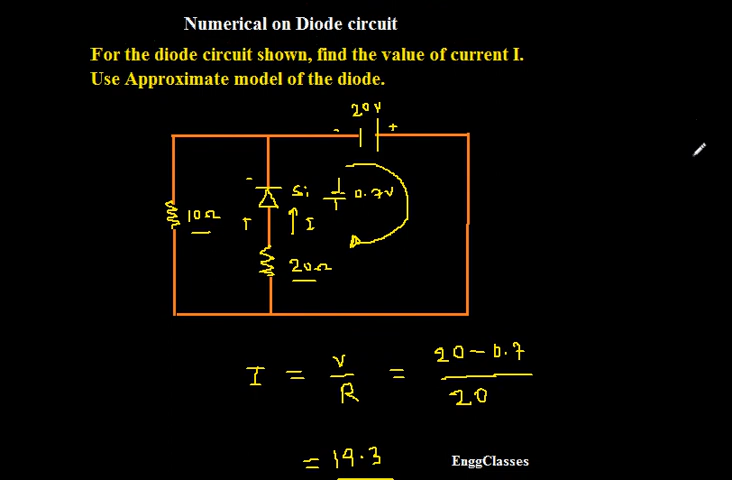 Numerical on Diode circuit
For the diode circuit shown, find the value of current I.
Use Approximate model of the diode.
20V
- +
-
Si 0.7V
10Ω + I
20Ω
I = V/R = 20-0.7/20
= 19.3
EnggClasses